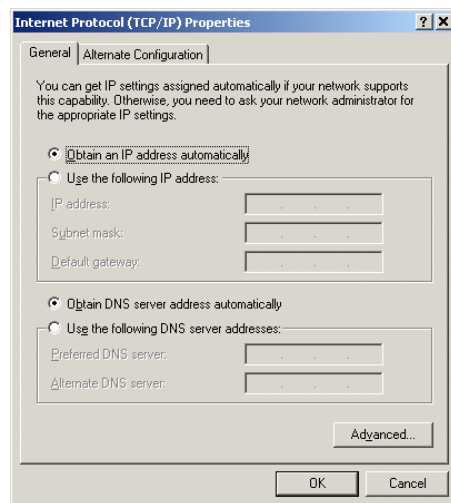 Internet Protocol (TCP/IP) Properties
General
Alternate Configuration
You can get IP settings assigned automatically if your network supports
this capability. Otherwise, you need to ask your network administrator for
the appropriate IP settings.
Obtain an IP address automatically
Use the following IP address:
IP address:
Subnet mask:
Default gateway:
Obtain DNS server address automatically
Use the following DNS server addresses:
Preferred DNS server:
Alternate DNS server:
Advanced...
OK
Cancel